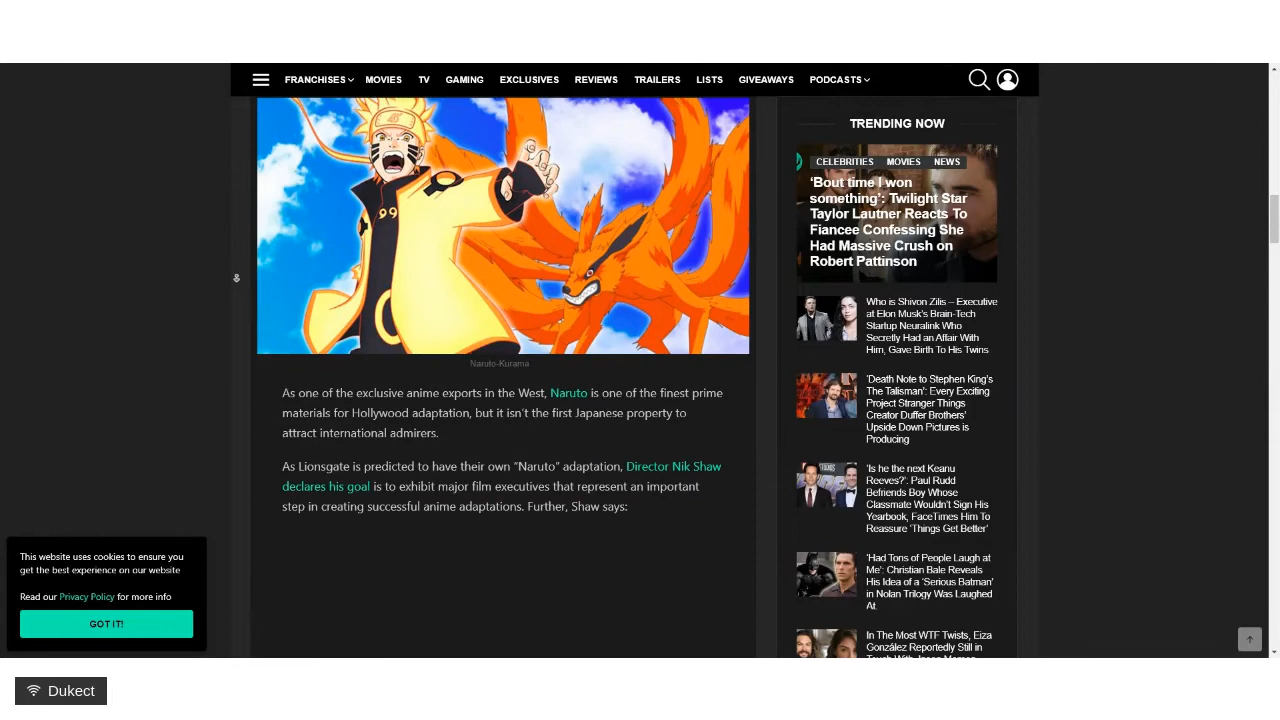 FRANCHISES MOVIES TV GAMING EXCLUSIVES REVIEWS TRAILERS LISTS GIVEAWAYS PODCASTS
Naruto-Kurama
As one of the exclusive anime exports in the West, Naruto is one of the finest prime
materials for Hollywood adaptation, but it isn't the first Japanese property to
attract international admirers.
As Lionsgate is predicted to have their own "Naruto" adaptation, Director Nik Shaw
declares his goal is to exhibit major film executives that represent an important
step in creating successful anime adaptations. Further, Shaw says:
TRENDING NOW
CELEBRITIES MOVIES NEWS
'Bout time I won
something': Twilight Star
Taylor Lautner Reacts To
Fiancee Confessing She
Had Massive Crush on
Robert Pattinson
Who is Shivon Zilis – Executive
at Elon Musk's Brain-Tech
Startup Neuralink Who
Secretly Had an Affair With
Him, Gave Birth To His Twins
'Death Note to Stephen King's
The Talisman': Every Exciting
Project Stranger Things
Creator Duffer Brothers'
Upside Down Pictures is
Producing
'Is he the next Keanu
Reeves?': Paul Rudd
Befriends Boy Whose
Classmate Wouldn't Sign His
Yearbook, FaceTimes Him To
Reassure 'Things Get Better'
'Had Tons of People Laugh at
Me': Christian Bale Reveals
His Idea of a 'Serious Batman'
in Nolan Trilogy Was Laughed
At
In The Most WTF Twists, Eiza
González Reportedly Still in
Touch With Jason Momoa
This website uses cookies to ensure you
get the best experience on our website
Read our Privacy Policy for more info
GOT IT!
Dukect